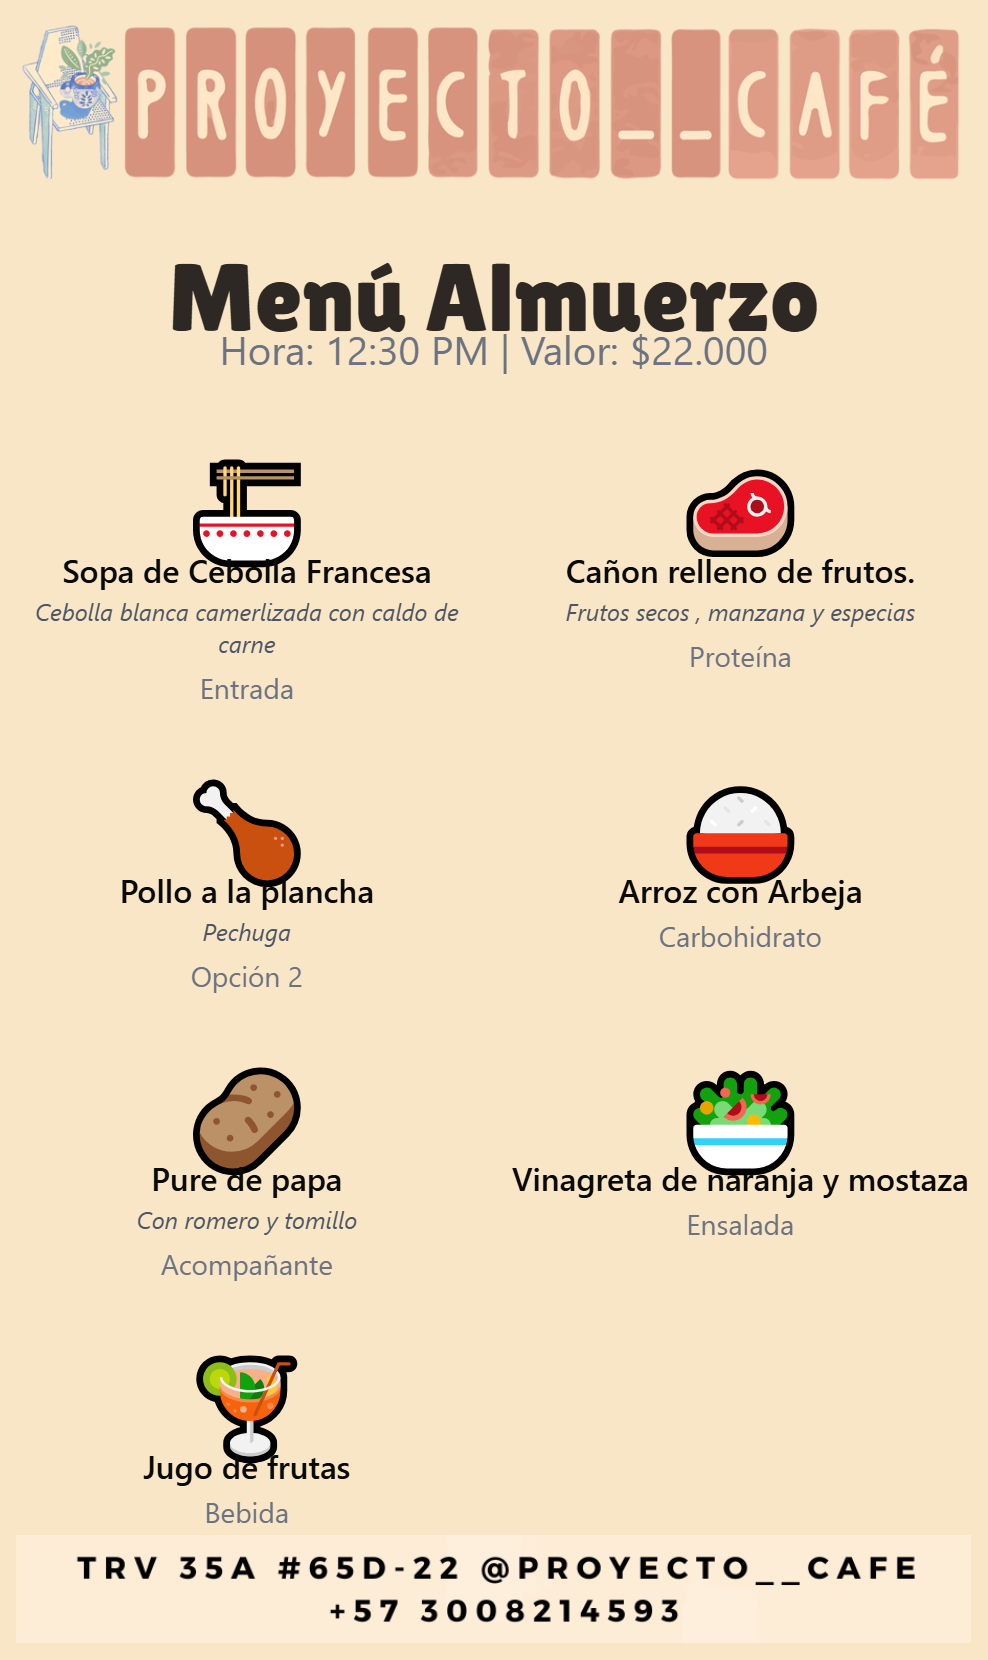 PROYECTO__CAFÉ
Menú Almuerzo
Hora: 12:30 PM | Valor: $22.000
Sopa de Cebolla Francesa
Cebolla blanca camerlizada con caldo de
carne
Entrada
Cañon relleno de frutos.
Frutos secos , manzana y especias
Proteína
Pollo a la plancha
Pechuga
Opción 2
Arroz con Arbeja
Carbohidrato
Pure de papa
Con romero y tomillo
Acompañante
Vinagreta de naranja y mostaza
Ensalada
Jugo de frutas
Bebida
TRV 35A #65D-22 @PROYECTO__CAFE
+57 3008214593